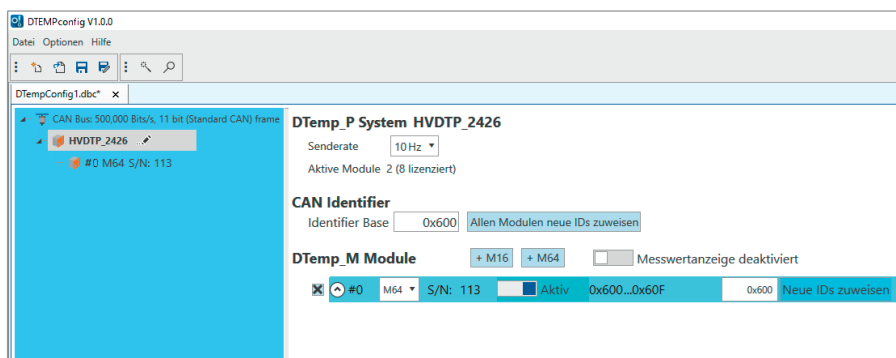 DTEMPconfig V1.0.0
Datei Optionen Hilfe
DTempConfig1.dbc* x
CAN Bus: 500,000 Bits/s, 11 bit (Standard CAN) frame
HVDTP_2426
#0 M64 S/N: 113
DTemp_P System HVDTP_2426
Senderate 10 Hz
Aktive Module 2 (8 lizenziert)
CAN Identifier
Identifier Base 0x600 Allen Modulen neue IDs zuweisen
DTemp_M Module + M16 + M64 Messwertanzeige deaktiviert
#0 M64 S/N: 113 Aktiv 0x600...0x60F 0x600 Neue IDs zuweisen